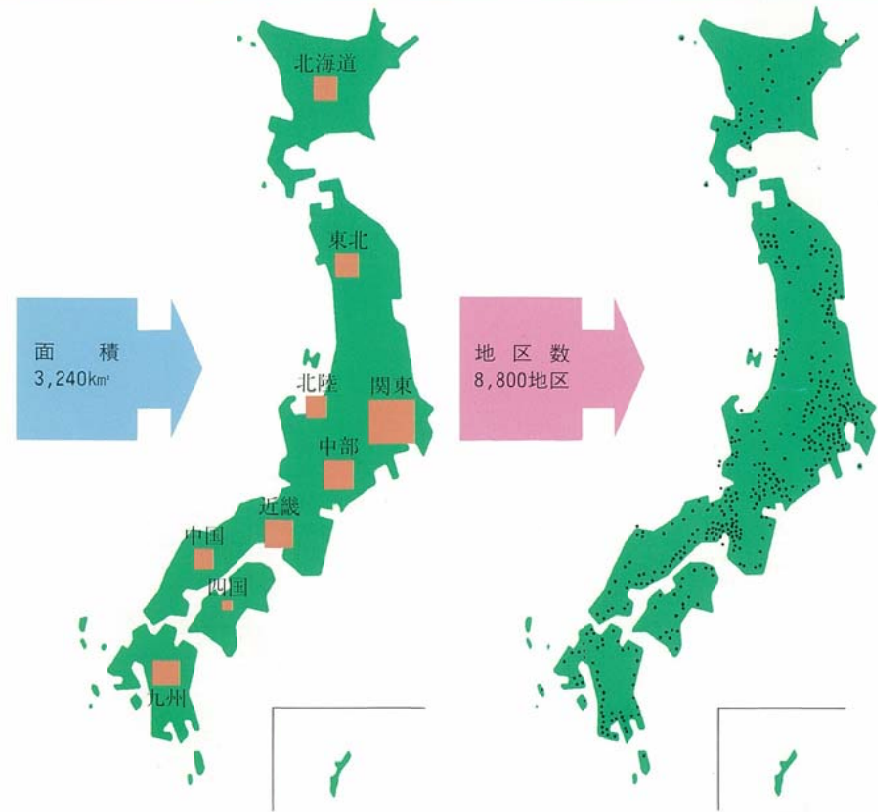 北海道
東北
面 積
3,240k㎡
北陸
関東
中部
近畿
中国
四国
九州
地 区 数
8,800地区